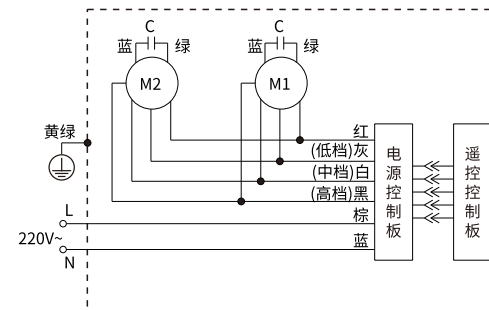 C
C
蓝
绿
蓝
绿
M2
M1
黄绿
红
(低档)灰
(中档)白
(高档)黑
棕
蓝
L
220V~
N
电源控制板
遥控控制板